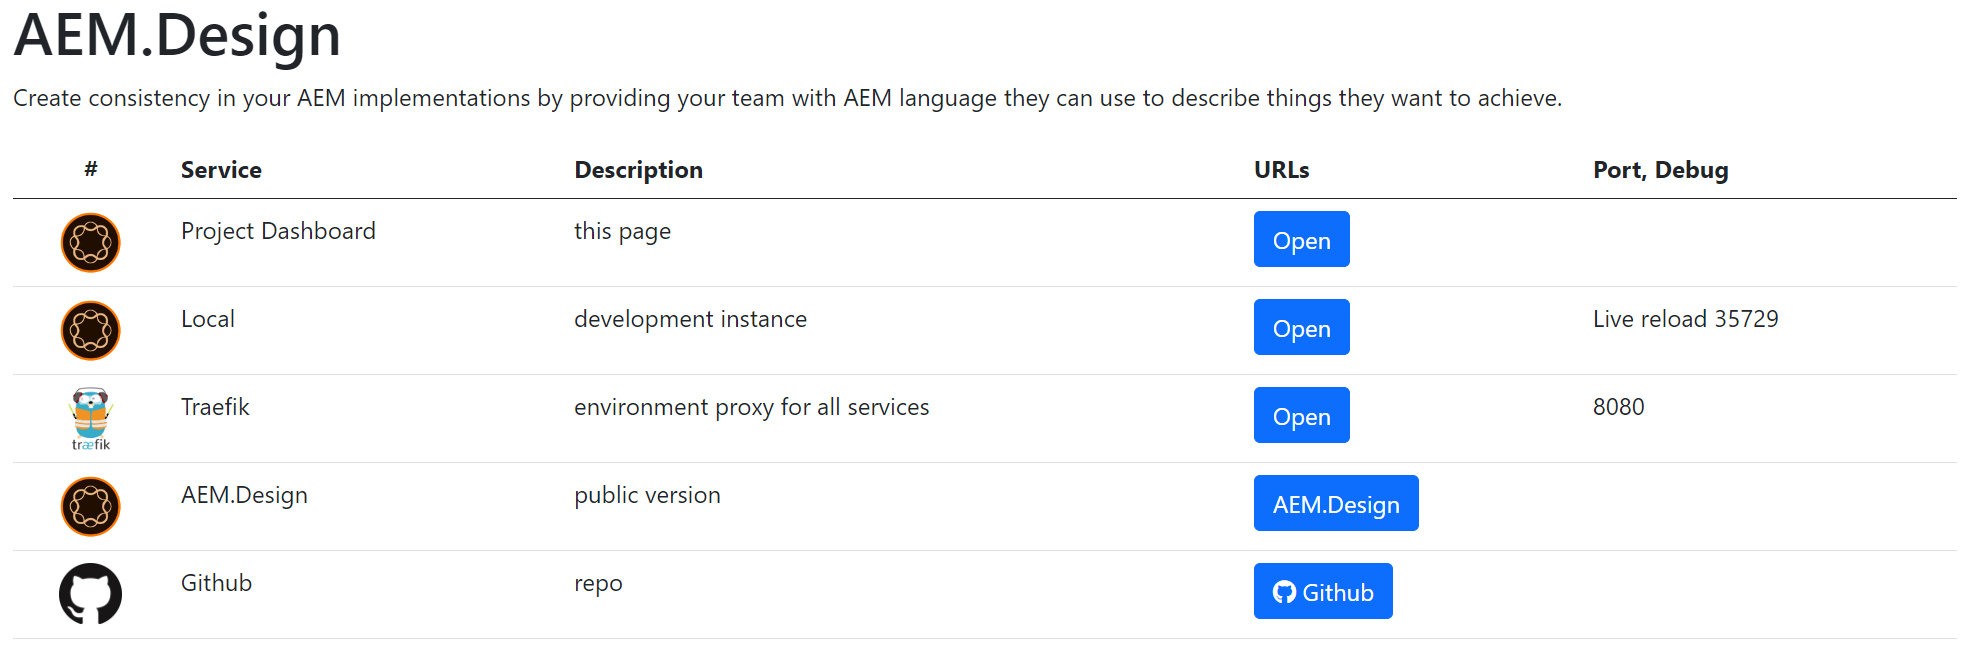 AEM.Design
Create consistency in your AEM implementations by providing your team with AEM language they can use to describe things they want to achieve.
# Service Description URLs Port, Debug
Project Dashboard this page Open
Local development instance Open Live reload 35729
Traefik environment proxy for all services Open 8080
træfik
AEM.Design public version AEM.Design
Github repo Github